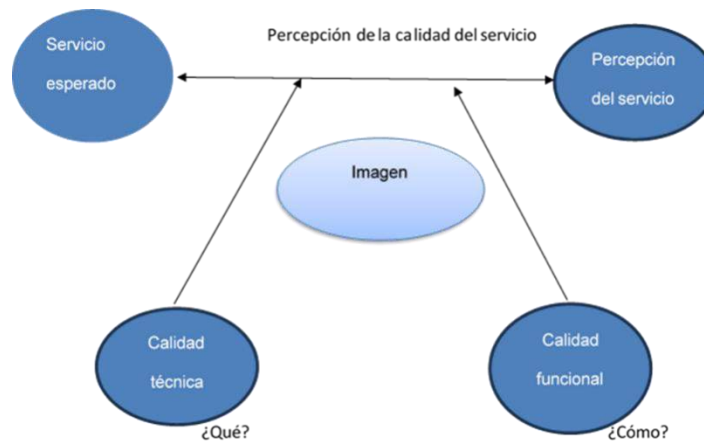 Servicio
esperado
Percepción de la calidad del servicio
Percepción
del servicio
Imagen
Calidad
técnica
¿Qué?
Calidad
funcional
¿Cómo?